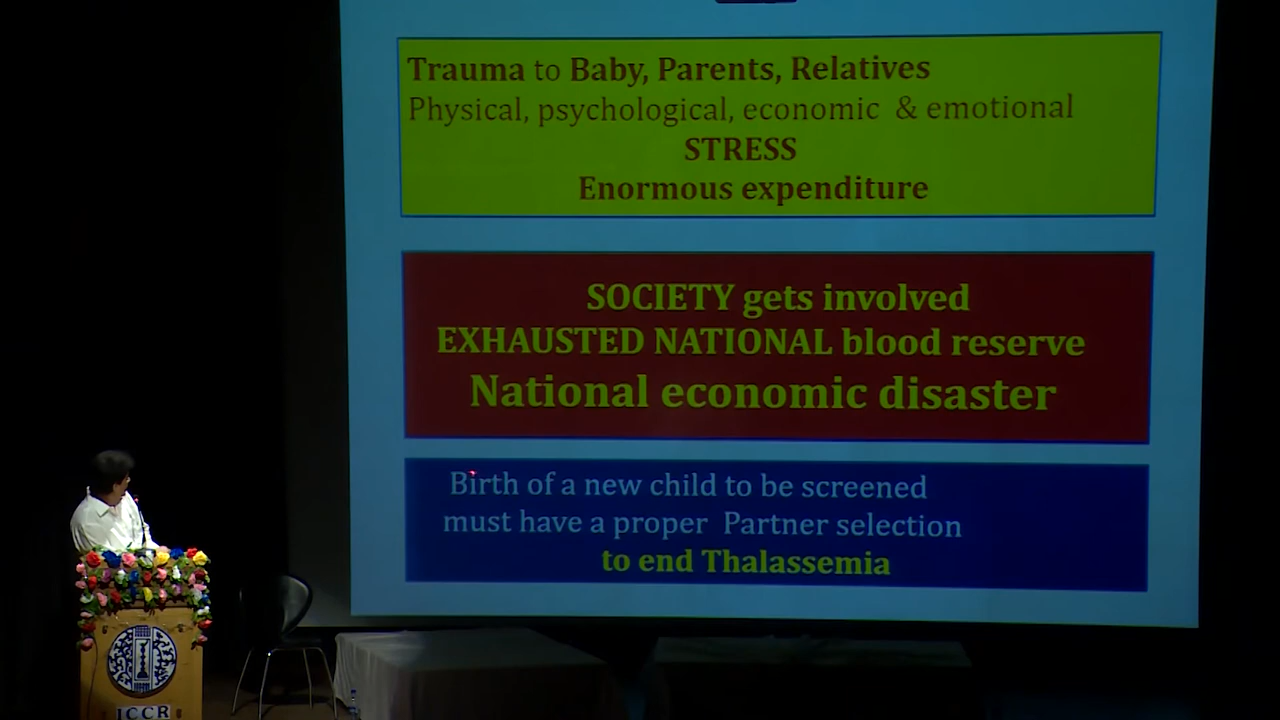 Trauma to Baby, Parents, Relatives
Physical, psychological, economic & emotional
STRESS
Enormous expenditure
SOCIETY gets involved
EXHAUSTED NATIONAL blood reserve
National economic disaster
Birth of a new child to be screened
must have a proper Partner selection
to end Thalassemia
ICCR